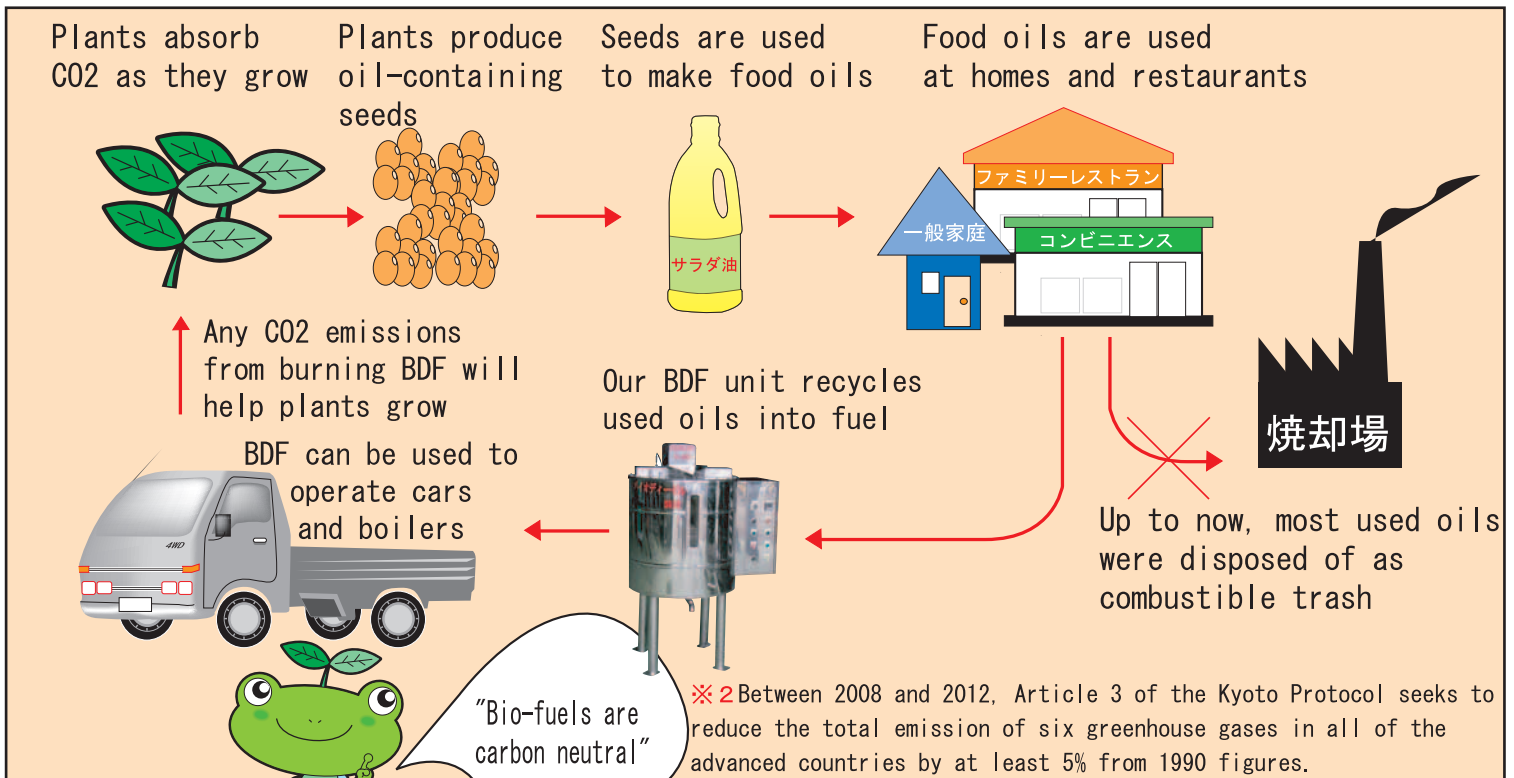 Plants absorb
CO2 as they grow
Plants produce
oil-containing
seeds
Seeds are used
to make food oils
Food oils are used
at homes and restaurants
サラダ油
ファミリーレストラン
一般家庭
コンビニエンス
焼却場
Any CO2 emissions
from burning BDF will
help plants grow
Our BDF unit recycles
used oils into fuel
BDF can be used to
operate cars
and boilers
4WD
Up to now, most used oils
were disposed of as
combustible trash
"Bio-fuels are
carbon neutral"
※2 Between 2008 and 2012, Article 3 of the Kyoto Protocol seeks to
reduce the total emission of six greenhouse gases in all of the
advanced countries by at least 5% from 1990 figures.